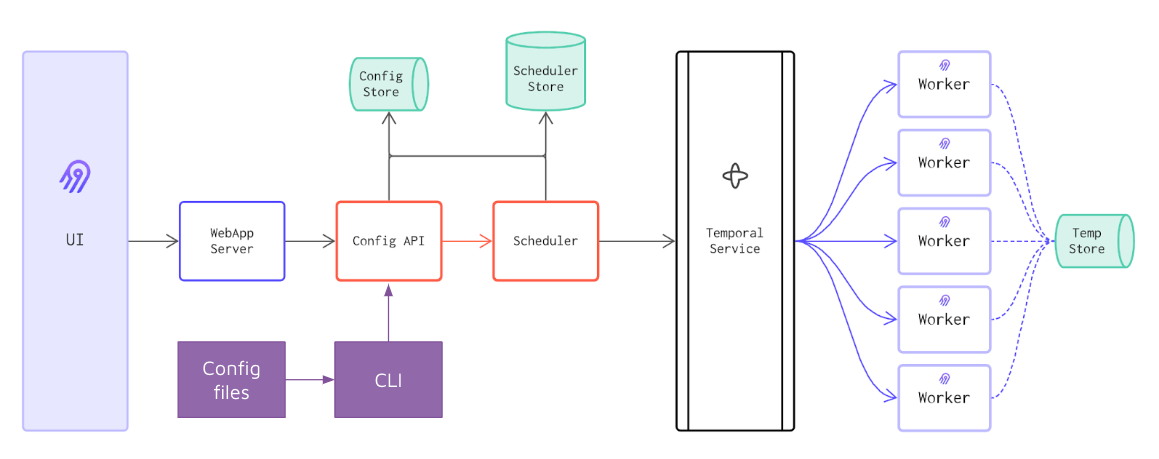 UI
WebApp
Server
Config
Store
Config API
Scheduler
Store
Scheduler
Config
files
CLI
Temporal
Service
Worker
Worker
Worker
Worker
Worker
Temp
Store